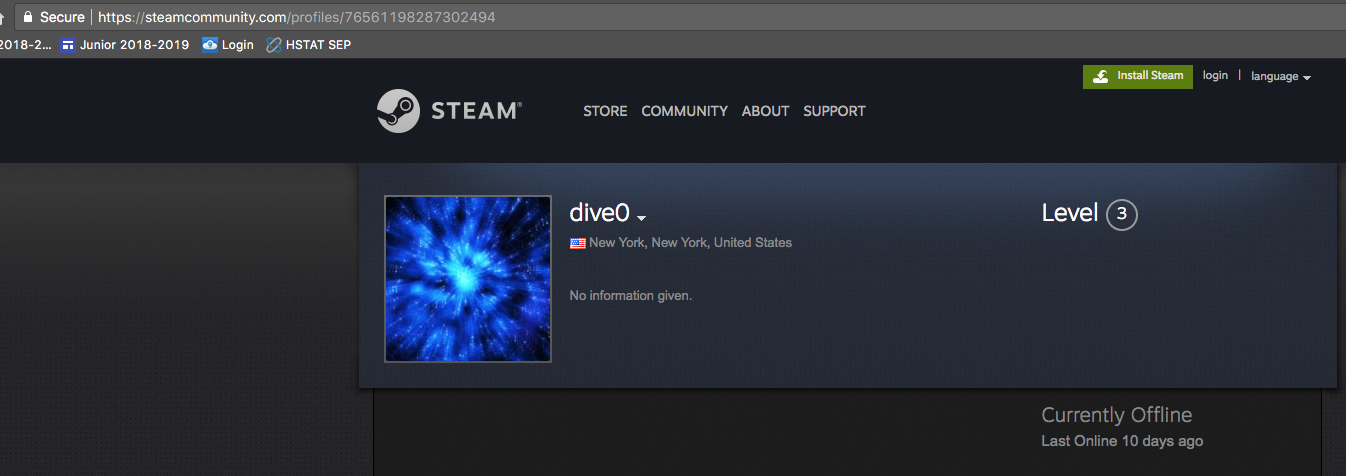 Secure | https://steamcommunity.com/profiles/76561198287302494
2018-2... Junior 2018-2019 Login HSTAT SEP
Install Steam login | language
STEAM® STORE COMMUNITY ABOUT SUPPORT
dive0 Level 3
New York, New York, United States
No information given.
Currently Offline
Last Online 10 days ago